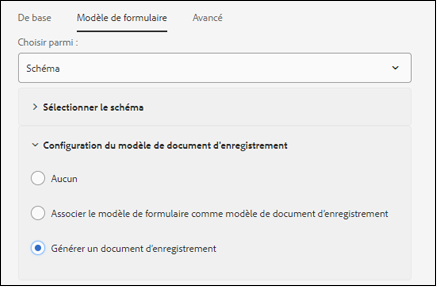 De base Modèle de formulaire Avancé
Choisir parmi :
Schéma
Sélectionner le schéma
Configuration du modèle de document d'enregistrement
Aucun
Associer le modèle de formulaire comme modèle de document d'enregistrement
Générer un document d'enregistrement